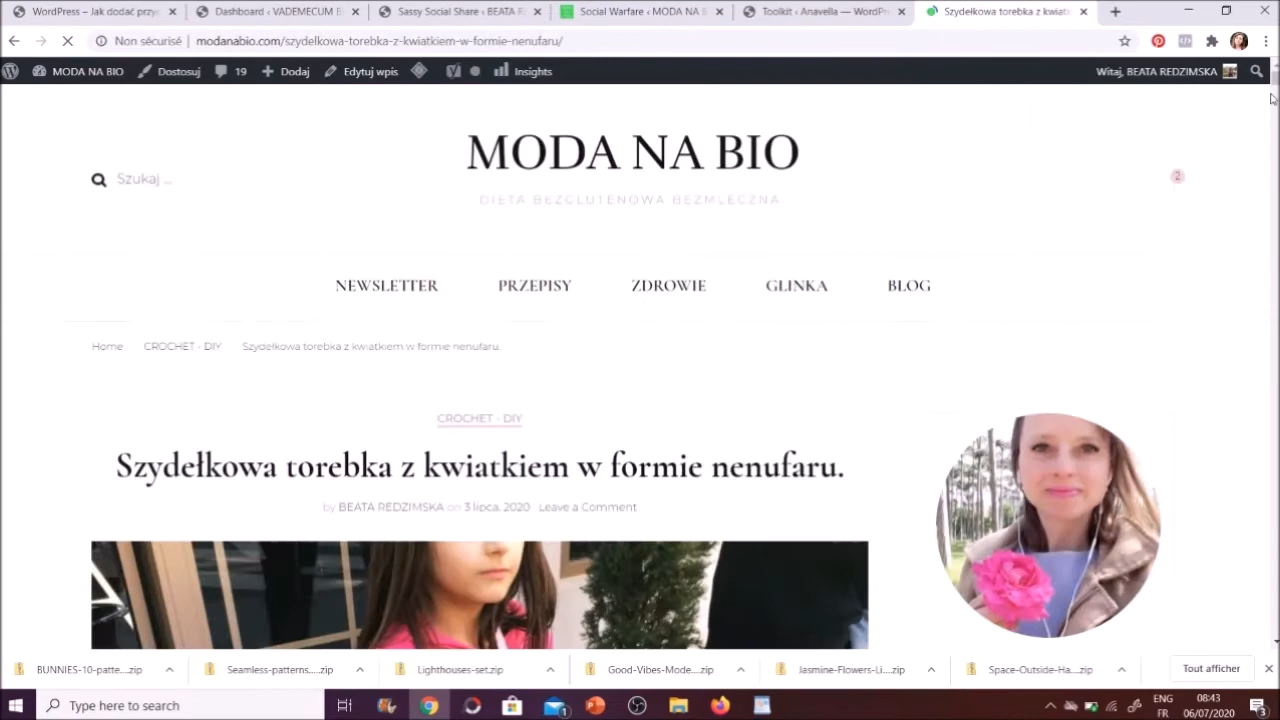 WordPress – Jak dodać przyc
Dashboard ‹ VADEMECUM B
Sassy Social Share ‹ BEATA R
Social Warfare ‹ MODA NA B
Toolkit ‹ Anavella — WordPr
Szydełkowa torebka z kwiatk
Non sécurisé
modanabio.com/szydelkowa-torebka-z-kwiatkiem-w-formie-nenufaru/
MODA NA BIO
Dostosuj
19
Dodaj
Edytuj wpis
Insights
Witaj, BEATA REDZIMSKA
Szukaj ...
MODA NA BIO
DIETA BEZGLUTENOWA BEZMLECZNA.
2
NEWSLETTER
PRZEPISY
ZDROWIE
GLINKA
BLOG
Home
CROCHET - DIY
Szydełkowa torebka z kwiatkiem w formie nenufaru.
CROCHET - DIY
Szydełkowa torebka z kwiatkiem w formie nenufaru.
by BEATA REDZIMSKA on 3 lipca, 2020 Leave a Comment
BUNNIES-10-patte....zip
Seamless-patterns....zip
Lighthouses-set.zip
Good-Vibes-Mode....zip
Jasmine-Flowers-Li....zip
Space-Outside-Ha....zip
Tout afficher
Type here to search
1
ENG
FR
08:43
06/07/2020
3